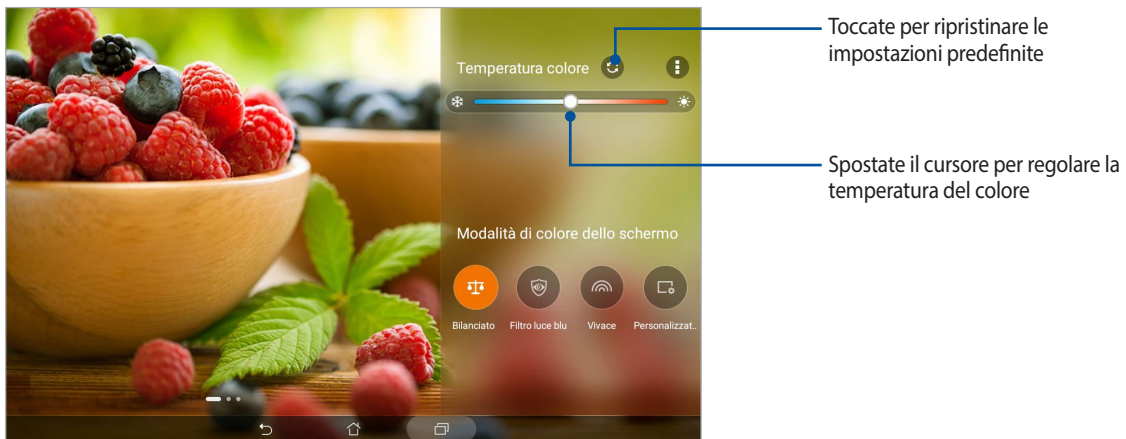 Toccate per ripristinare le
impostazioni predefinite
Temperatura colore
Spostate il cursore per regolare la
temperatura del colore
Modalità di colore dello schermo
Bilanciato
Filtro luce blu
Vivace
Personalizzat..